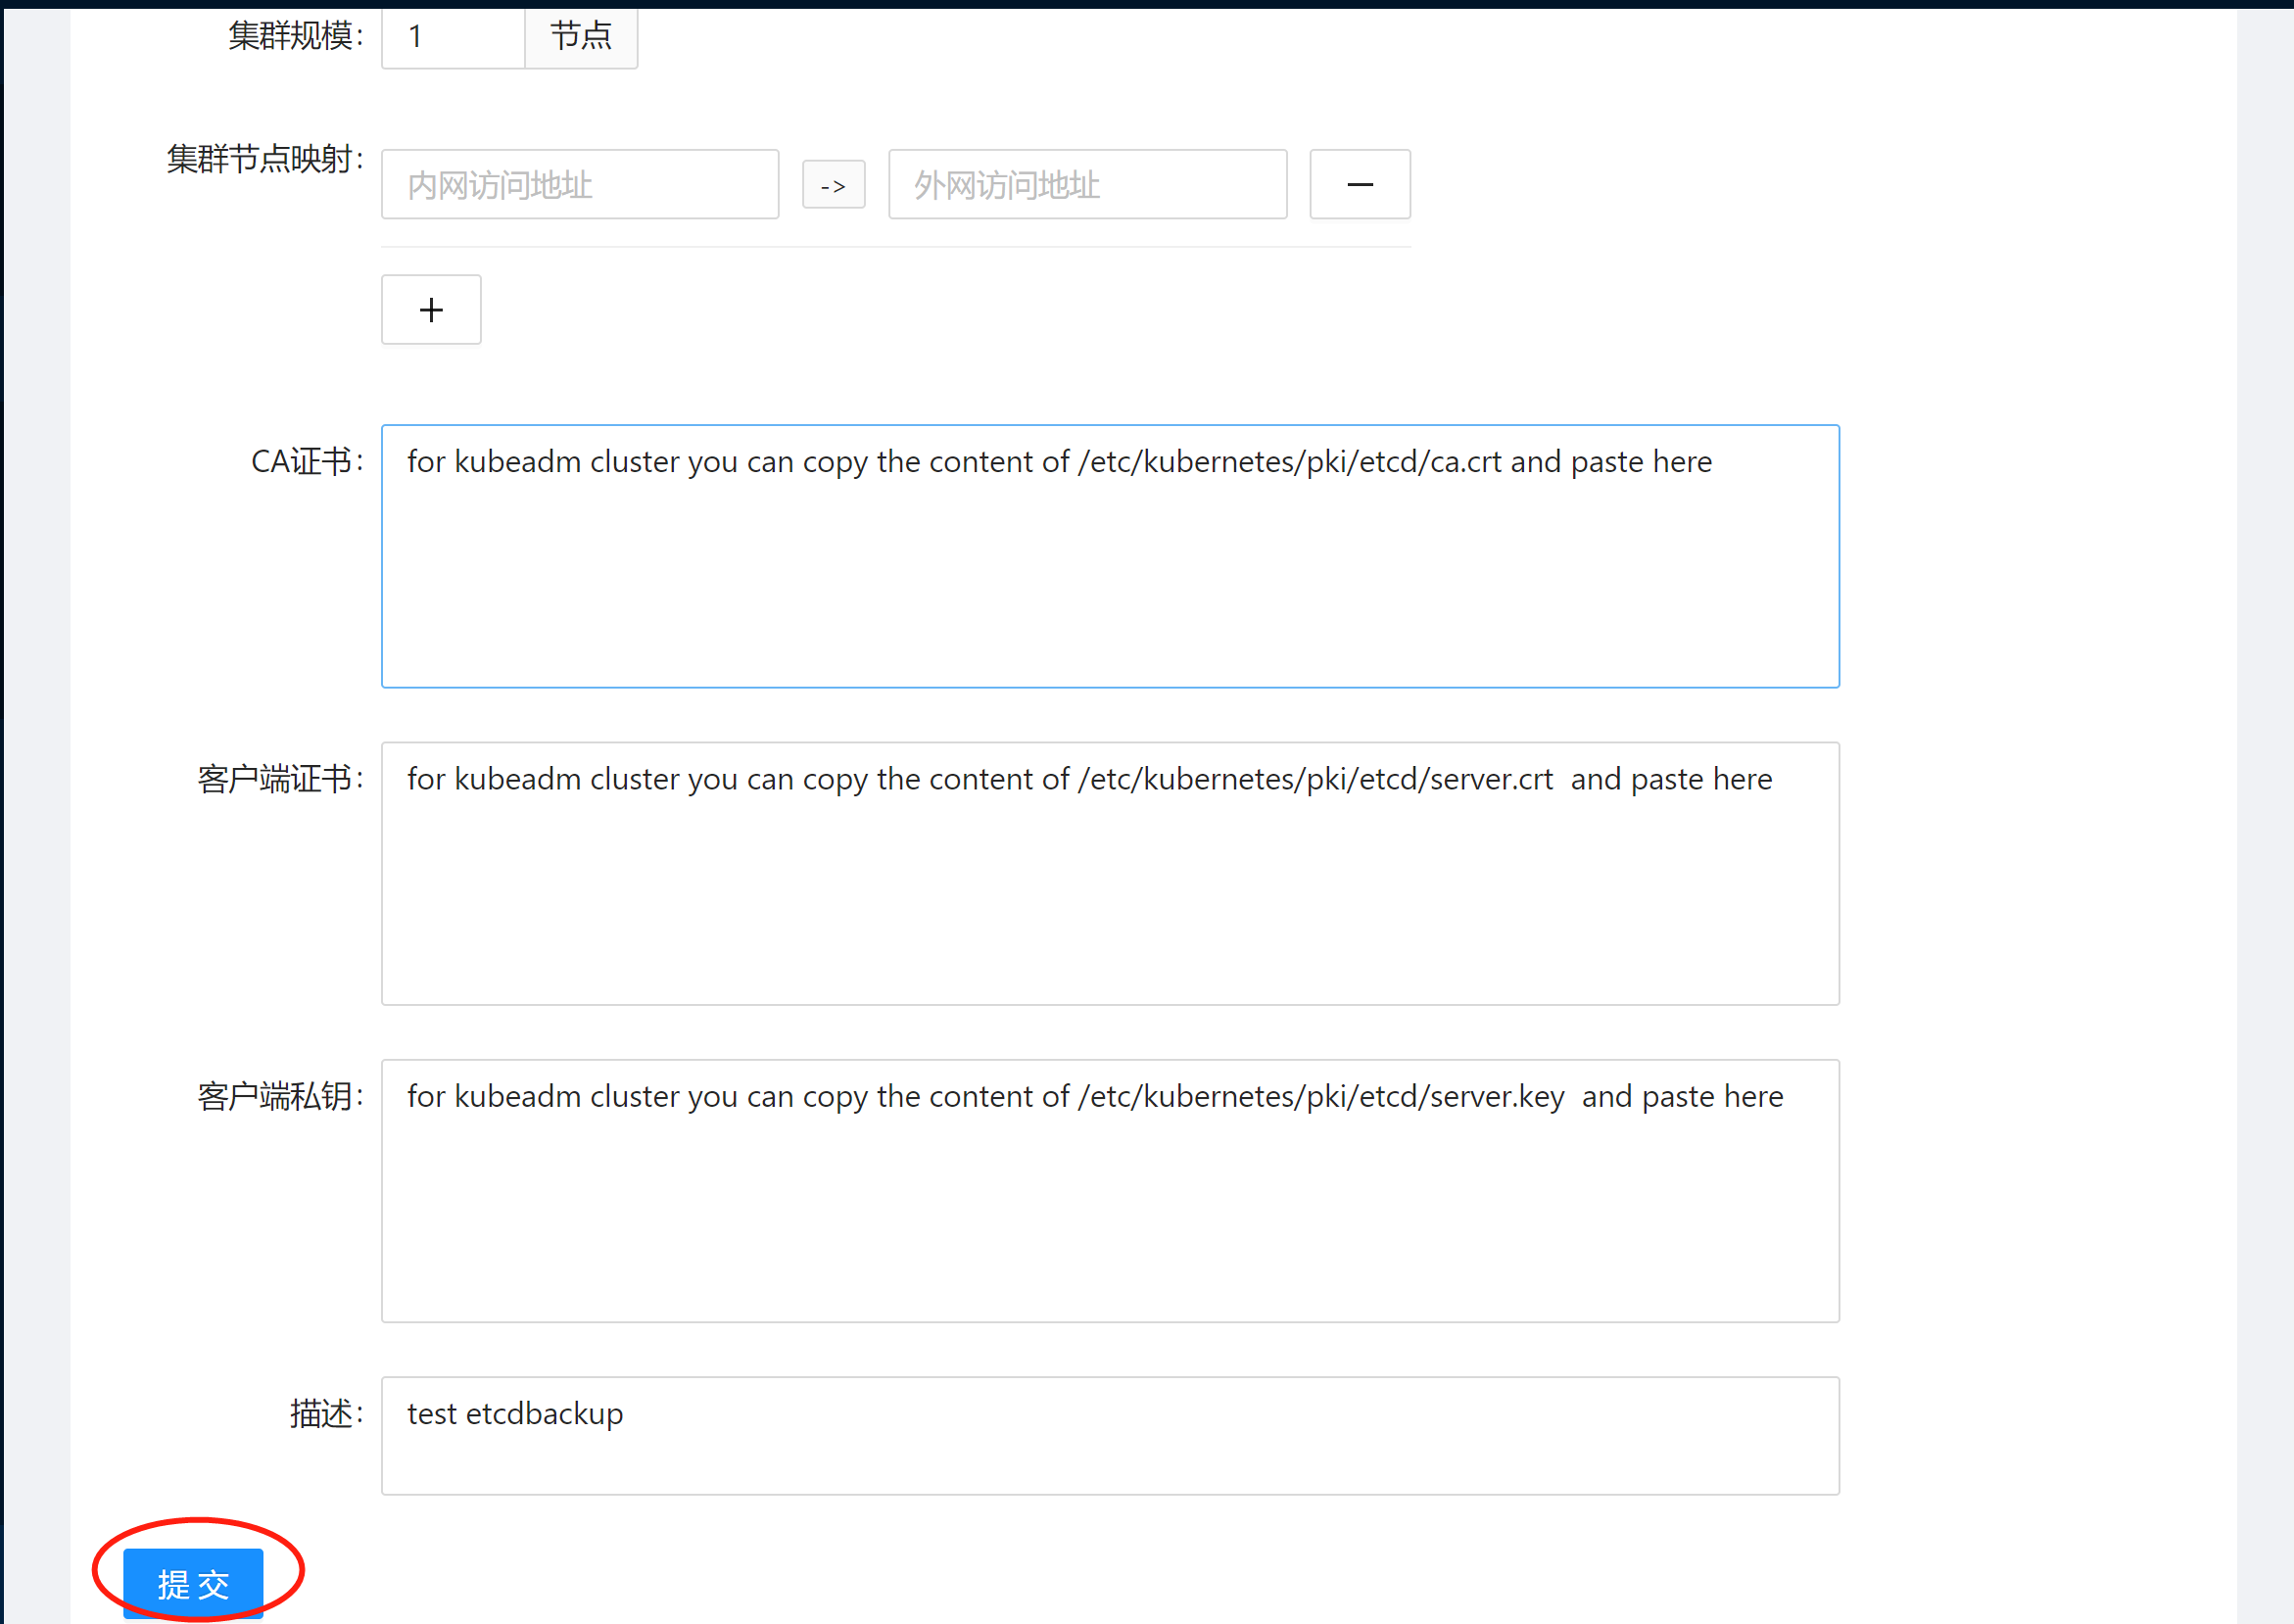 集群规模: 1 节点
集群节点映射: 内网访问地址 -> 外网访问地址 —
+
CA证书: for kubeadm cluster you can copy the content of /etc/kubernetes/pki/etcd/ca.crt and paste here
客户端证书: for kubeadm cluster you can copy the content of /etc/kubernetes/pki/etcd/server.crt  and paste here
客户端私钥: for kubeadm cluster you can copy the content of /etc/kubernetes/pki/etcd/server.key  and paste here
描述: test etcdbackup
提 交